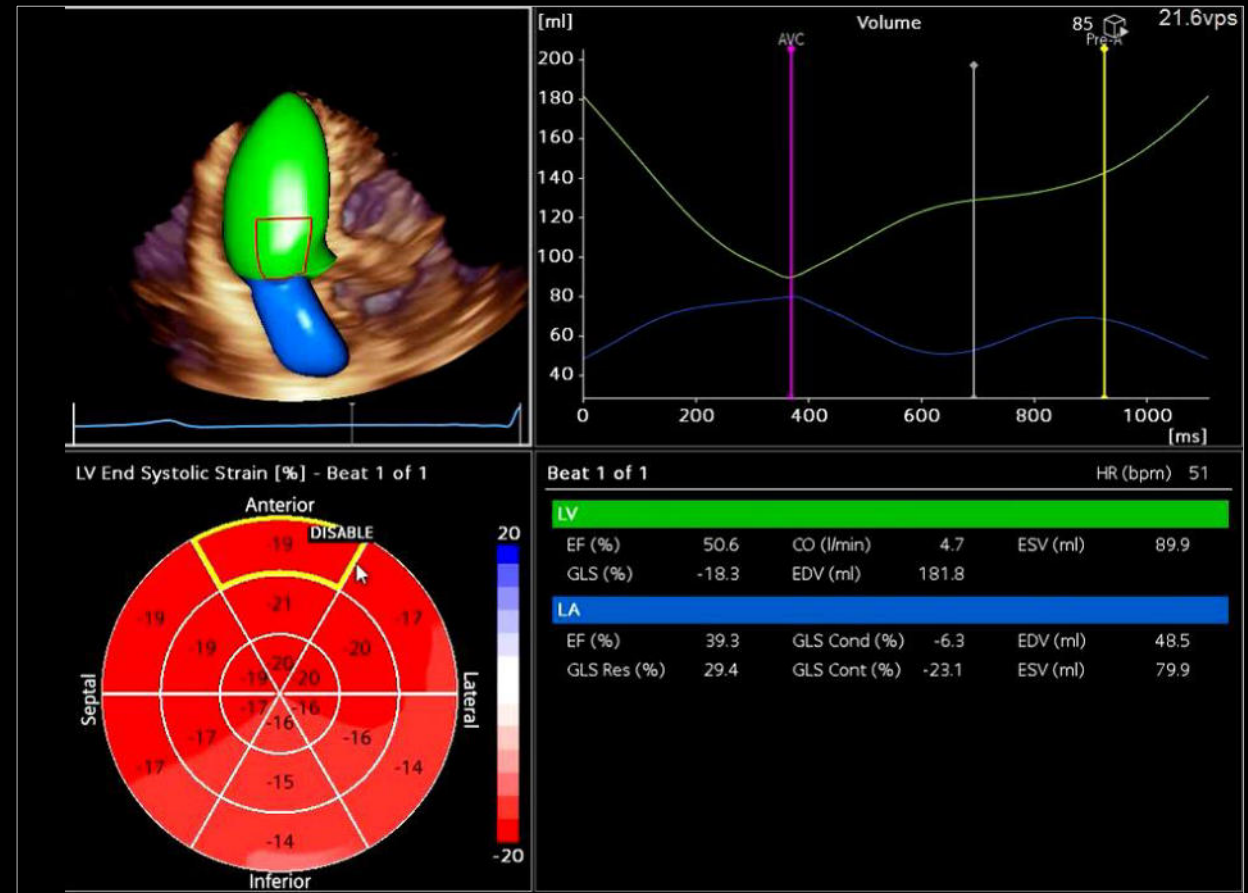 [ml] Volume 85 21.6vps
AVC Pre-A
200
180
160
140
120
100
80
60
40
0 200 400 600 800 1000
[ms]
LV End Systolic Strain [%] - Beat 1 of 1
Anterior
DISABLE
-19
-21
-19 -17
-19 -20
-20
-19 -20
-17 -16
-16
-17 -16
-17 -14
-15
-14
Septal
Lateral
Inferior
20
-20
Beat 1 of 1 HR (bpm) 51
LV
EF (%) 50.6 CO (l/min) 4.7 ESV (ml) 89.9
GLS (%) -18.3 EDV (ml) 181.8
LA
EF (%) 39.3 GLS Cond (%) -6.3 EDV (ml) 48.5
GLS Res (%) 29.4 GLS Cont (%) -23.1 ESV (ml) 79.9